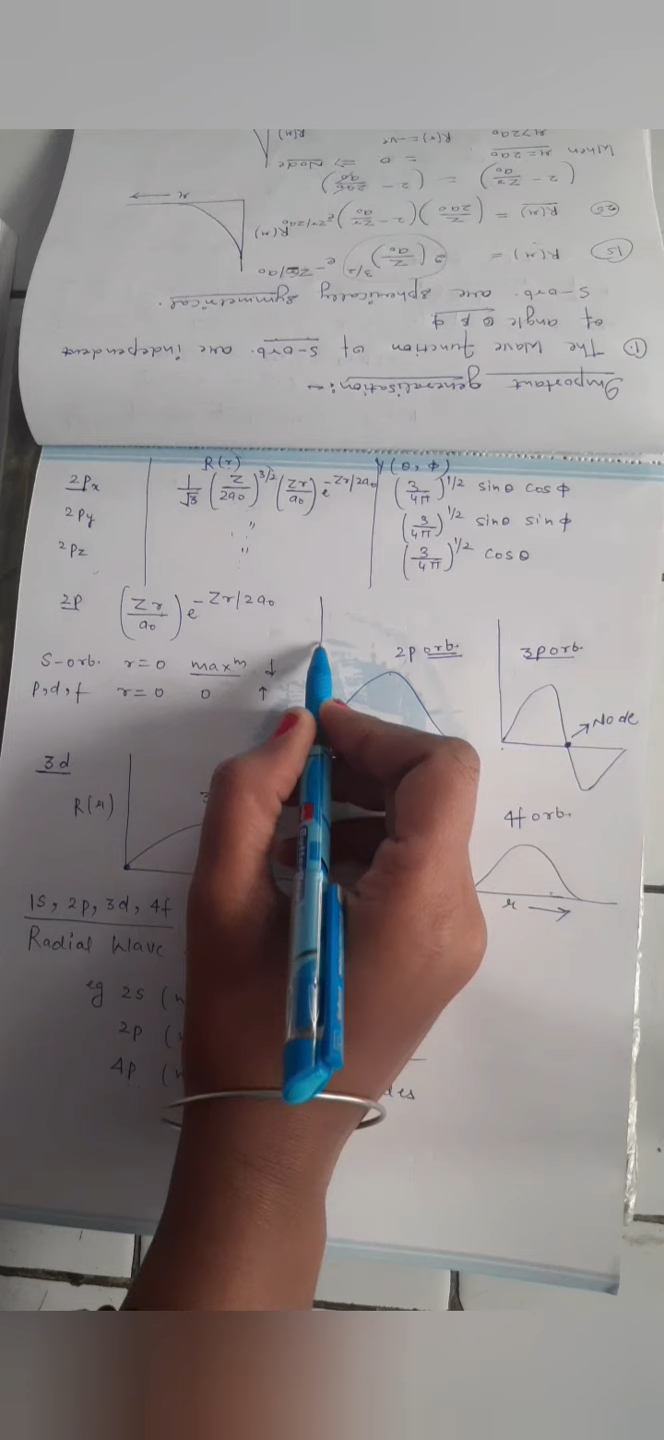 Important generalisation:-
① The wave function of s-orb. are independent
of angle θ & ϕ
s-orb. are spherically symmetrical.
1s R(r) = 2(Z/a₀)^3/2 e^-Zr/a₀
2s R(r) = (Z/2a₀)(2 - Zr/a₀) e^-Zr/2a₀
R(r)
r
(2 - Zr/a₀) = (2 - 2a₀/a₀)
When r = 2a₀ = 0 ⇒ Node
r > 2a₀ R(r) = -ve R(r)
R(r) Y(θ, ϕ)
2Px 1/√3 (Z/2a₀)^3/2 (Zr/a₀) e^-Zr/2a₀ (3/4π)^1/2 sinθ cosϕ
2Py " (3/4π)^1/2 sinθ sinϕ
2Pz " (3/4π)^1/2 cosθ
2P (Zr/a₀) e^-Zr/2a₀
S-orb. r=0 maxᵐ ↓
P,d,f r=0 0 ↑
2p orb.
3p orb.
→Node
3d
R(r)
3
4f orb.
r →
1s, 2p, 3d, 4f
Radial Wave
eg 2s (n
2p (
4p (n
des